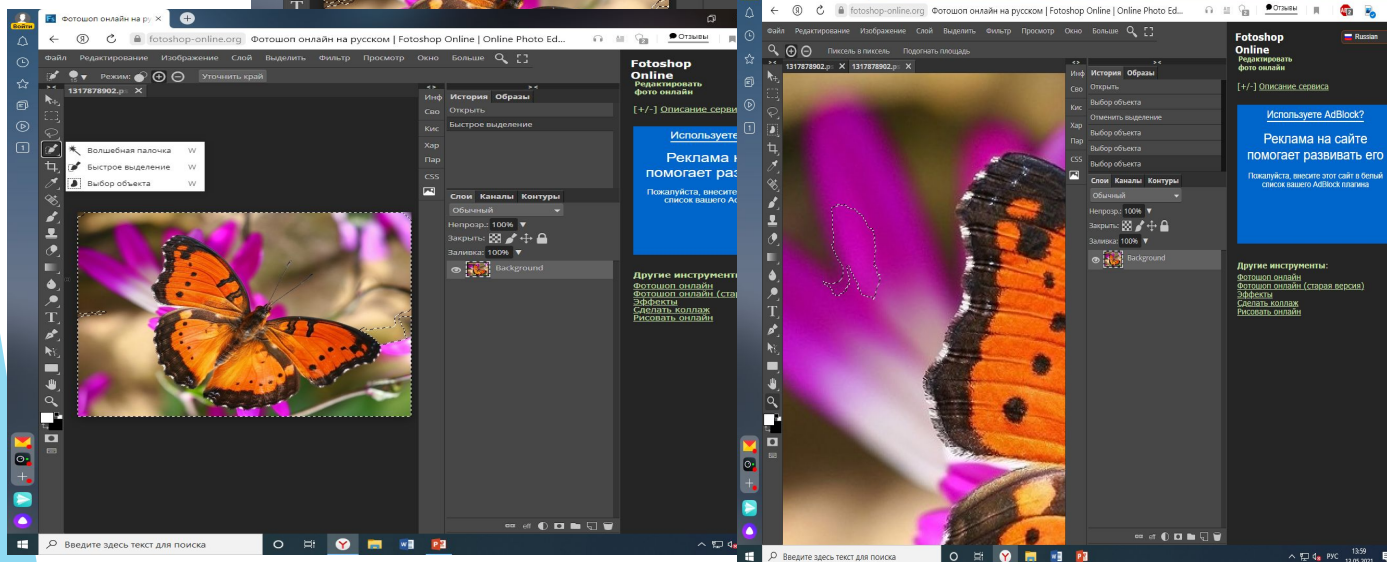 Войти
Фотошоп онлайн на ру
fotoshop-online.org Фотошоп онлайн на русском | Fotoshop Online | Online Photo Ed...
Отзывы
Файл Редактирование Изображение Слой Выделить Фильтр Просмотр Окно Больше
Режим: Уточнить край
1317878902.p
Волшебная палочка W
Быстрое выделение W
Выбор объекта W
Инф
Сво
Кис
Хар
Пар
CSS
История Образы
Открыть
Быстрое выделение
Слои Каналы Контуры
Обычный
Непрозр.: 100%
Закрыть:
Заливка: 100%
Background
Fotoshop
Online
Редактировать
фото онлайн
[+/-] Описание серви
Используете
Реклама н
помогает раз
Пожалуйста, внесите
список вашего Ad
Другие инструмент
Фотошоп онлайн
Фотошоп онлайн (стар
Эффекты
Сделать коллаж
Рисовать онлайн
Введите здесь текст для поиска
fotoshop-online.org Фотошоп онлайн на русском | Fotoshop Online | Online Photo Ed...
Отзывы
Файл Редактирование Изображение Слой Выделить Фильтр Просмотр Окно Больше
Пиксель в пиксель Подогнать площадь
1317878902.p 1317878902.p
Инф
Сво
Кис
Хар
Пар
CSS
История Образы
Открыть
Выбор объекта
Отменить выделение
Выбор объекта
Выбор объекта
Выбор объекта
Слои Каналы Контуры
Обычный
Непрозр.: 100%
Закрыть:
Заливка: 100%
Background
Fotoshop
Online
Редактировать
фото онлайн
Russian
[+/-] Описание сервиса
Используете AdBlock?
Реклама на сайте
помогает развивать его
Пожалуйста, внесите этот сайт в белый
список вашего AdBlock плагина
Другие инструменты:
Фотошоп онлайн
Фотошоп онлайн (старая версия)
Эффекты
Сделать коллаж
Рисовать онлайн
Введите здесь текст для поиска
РУС
13:59
13.05.2021